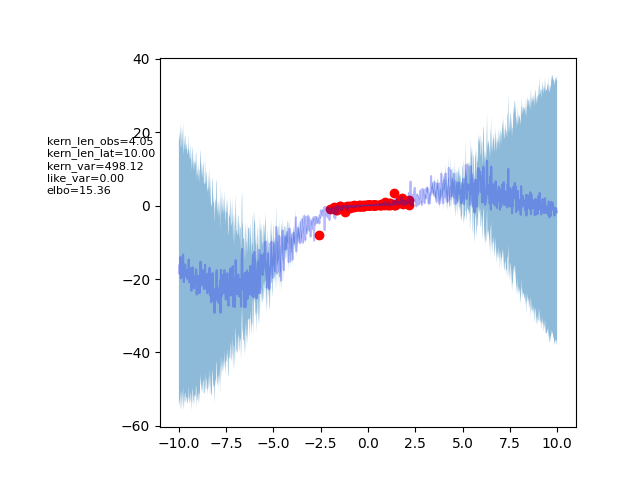 40
20
0
−20
−40
−60
kern_len_obs=4.05
kern_len_lat=10.00
kern_var=498.12
like_var=0.00
elbo=15.36
−10.0 −7.5 −5.0 −2.5 0.0 2.5 5.0 7.5 10.0